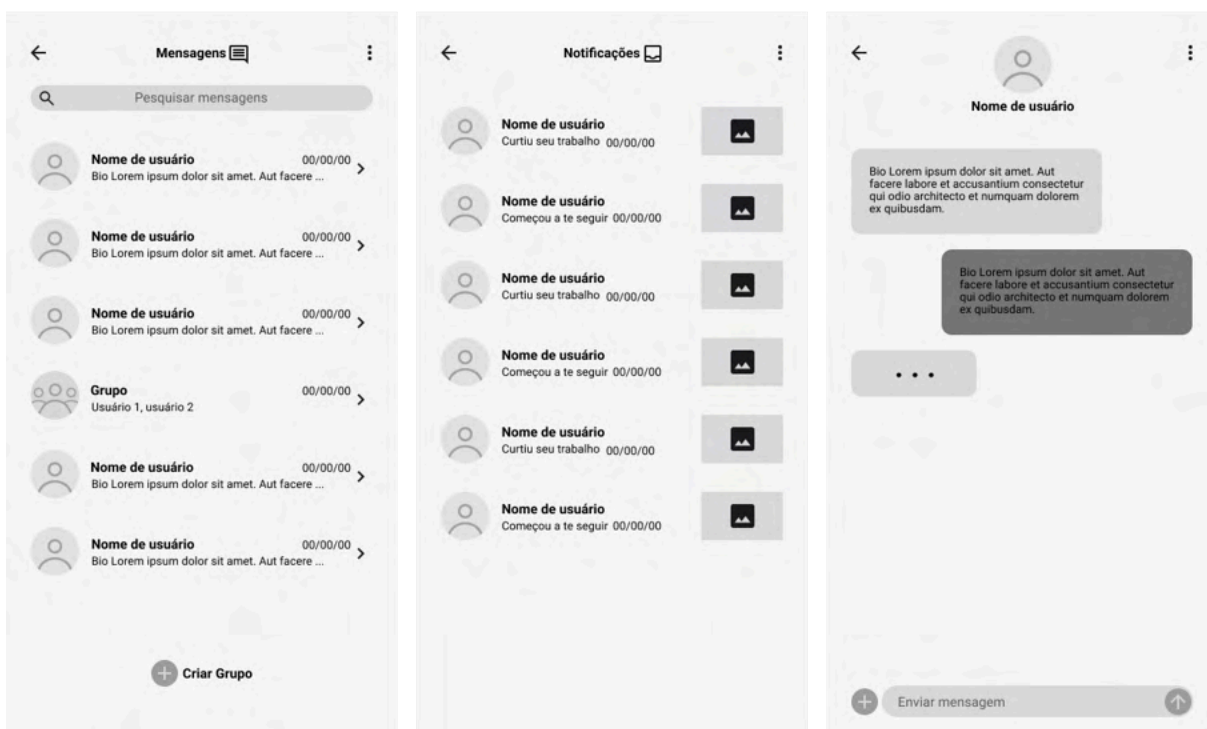 Mensagens
Pesquisar mensagens
Nome de usuário 00/00/00
Bio Lorem ipsum dolor sit amet. Aut facere ...
Nome de usuário 00/00/00
Bio Lorem ipsum dolor sit amet. Aut facere ...
Nome de usuário 00/00/00
Bio Lorem ipsum dolor sit amet. Aut facere ...
Grupo 00/00/00
Usuário 1, usuário 2
Nome de usuário 00/00/00
Bio Lorem ipsum dolor sit amet. Aut facere ...
Nome de usuário 00/00/00
Bio Lorem ipsum dolor sit amet. Aut facere ...
Criar Grupo
Notificações
Nome de usuário
Curtiu seu trabalho 00/00/00
Nome de usuário
Começou a te seguir 00/00/00
Nome de usuário
Curtiu seu trabalho 00/00/00
Nome de usuário
Começou a te seguir 00/00/00
Nome de usuário
Curtiu seu trabalho 00/00/00
Nome de usuário
Começou a te seguir 00/00/00
Nome de usuário
Bio Lorem ipsum dolor sit amet. Aut
facere labore et accusantium consectetur
qui odio architecto et numquam dolorem
ex quibusdam.
Bio Lorem ipsum dolor sit amet. Aut
facere labore et accusantium consectetur
qui odio architecto et numquam dolorem
ex quibusdam.
Enviar mensagem